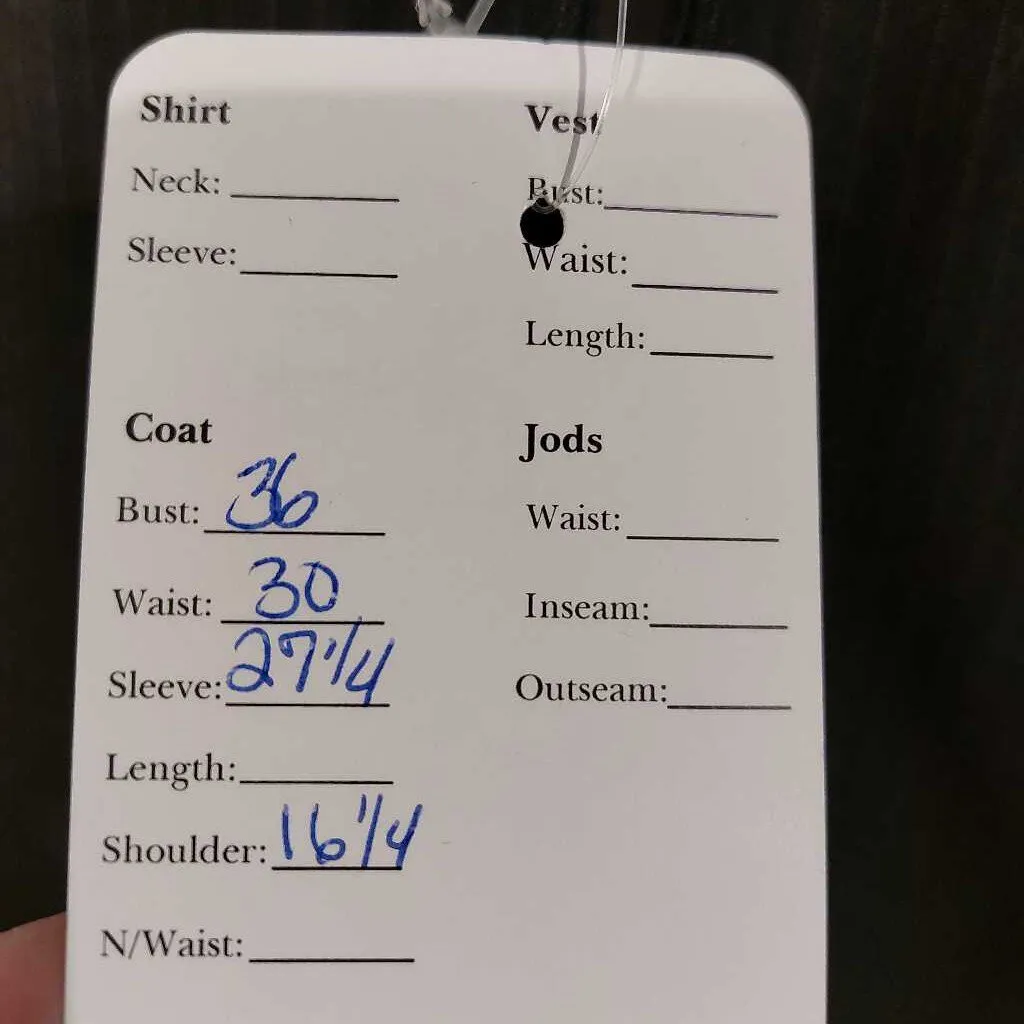 Shirt
Neck:
Sleeve:
Vest
Bust:
Waist:
Length:
Coat
Bust: 36
Waist: 30
Sleeve: 27 1/4
Length:
Shoulder: 16 1/4
N/Waist:
Jods
Waist:
Inseam:
Outseam: